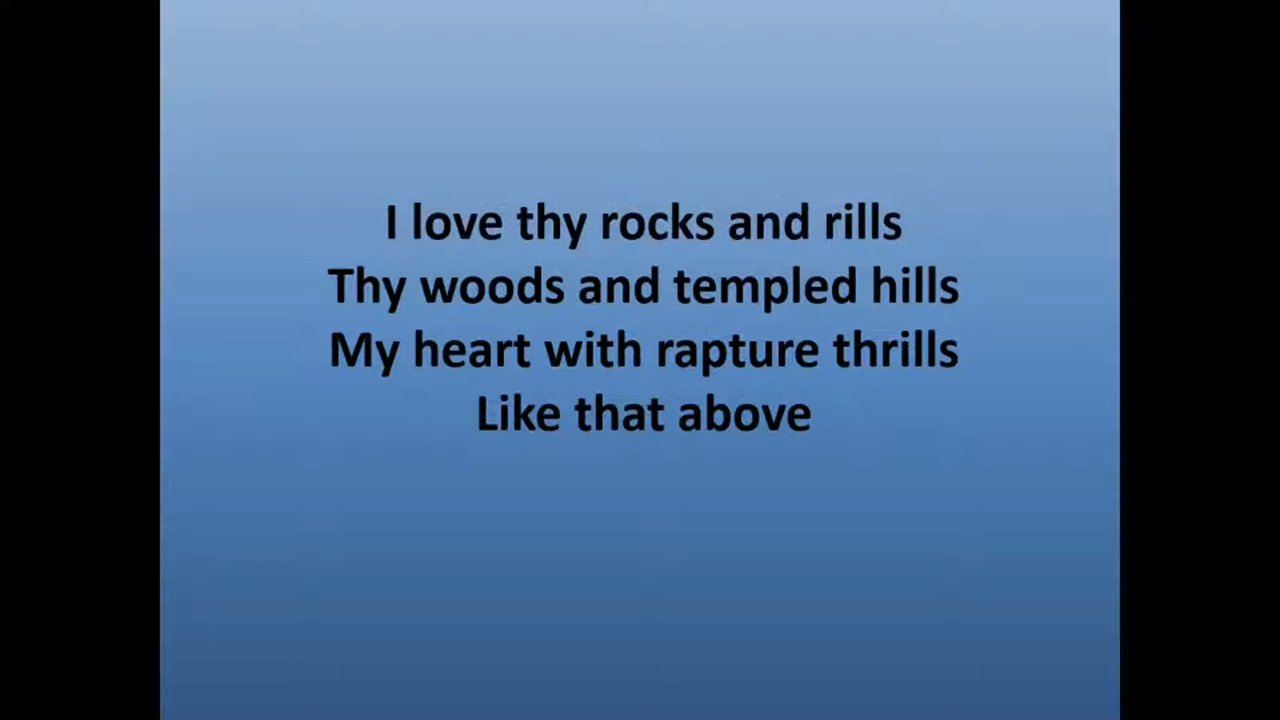 I love thy rocks and rills
Thy woods and templed hills
My heart with rapture thrills
Like that above